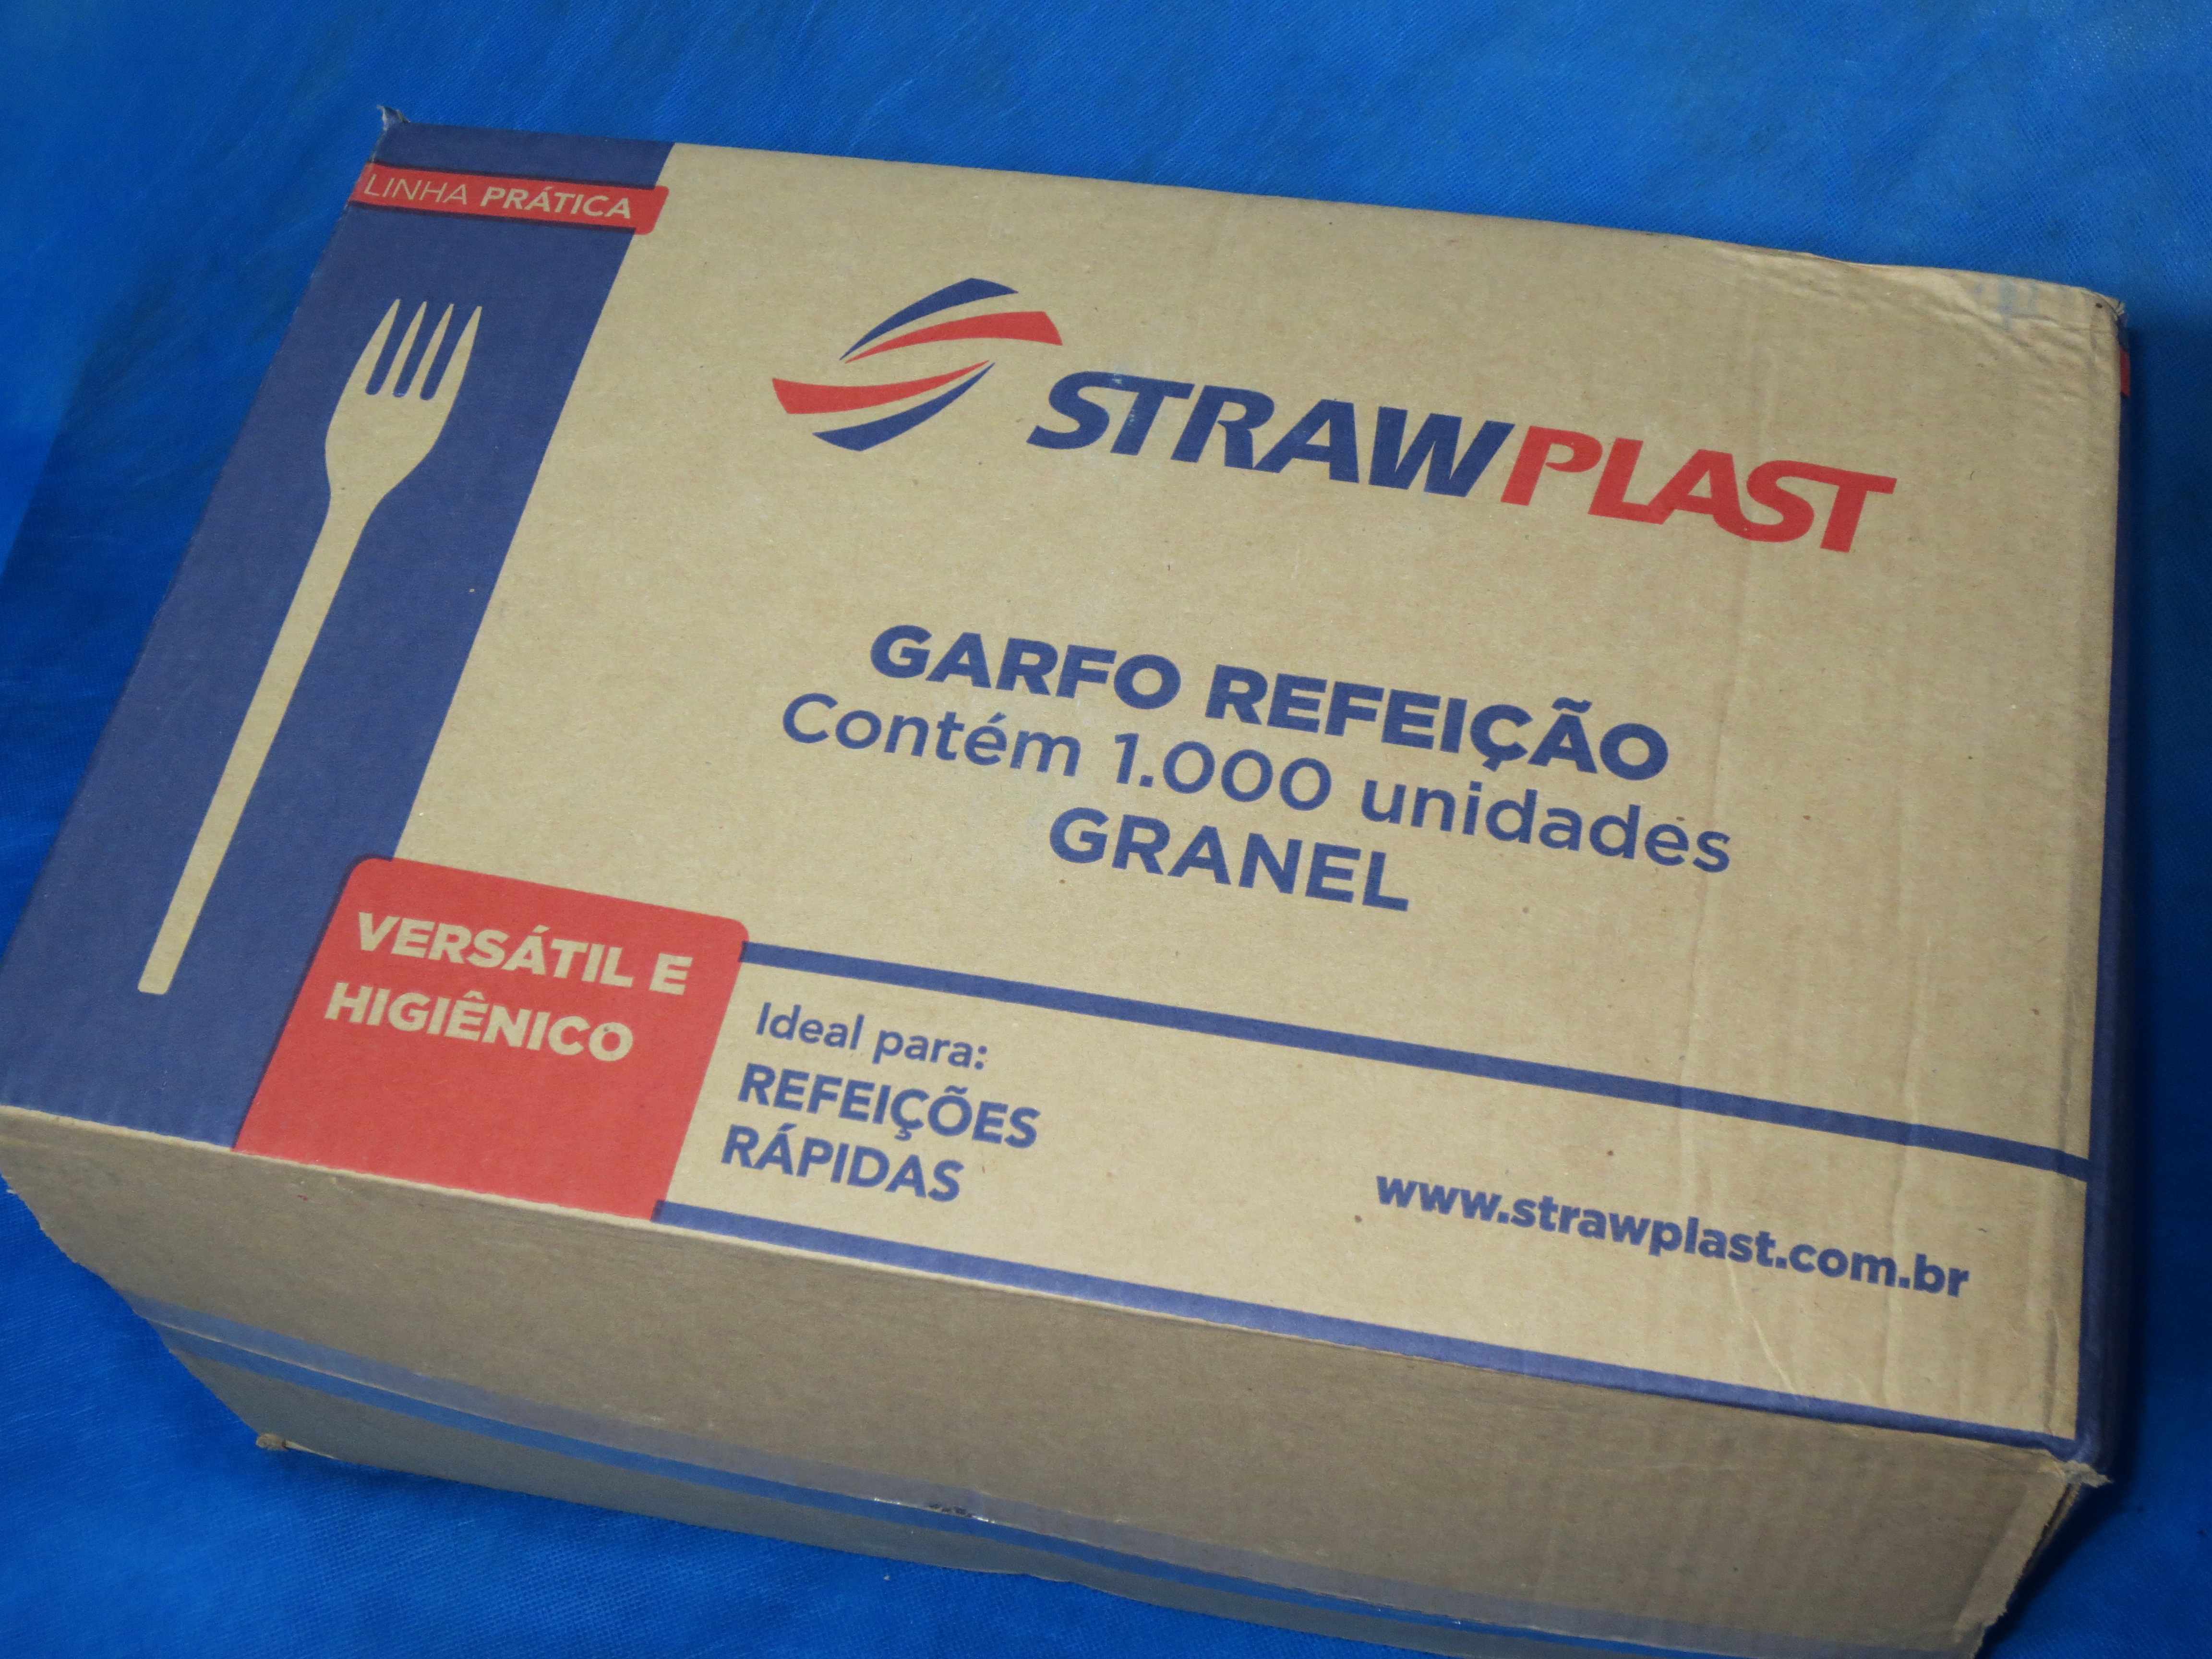 LINHA PRÁTICA
STRAWPLAST
GARFO REFEIÇÃO
Contém 1.000 unidades
GRANEL
VERSÁTIL E
HIGIÊNICO
Ideal para:
REFEIÇÕES
RÁPIDAS
www.strawplast.com.br